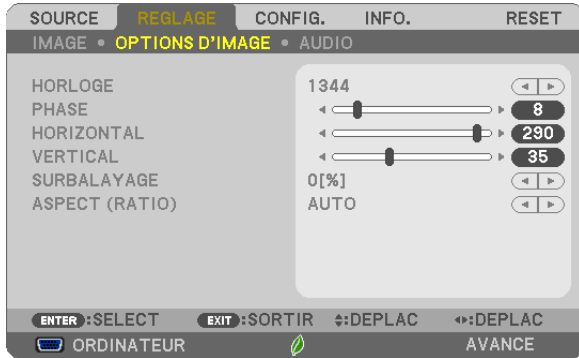 SOURCE REGLAGE CONFIG. INFO. RESET
IMAGE • OPTIONS D'IMAGE • AUDIO
HORLOGE 1344
PHASE 8
HORIZONTAL 290
VERTICAL 35
SURBALAYAGE 0[%]
ASPECT (RATIO) AUTO
ENTER :SELECT EXIT :SORTIR :DEPLAC :DEPLAC
ORDINATEUR AVANCE